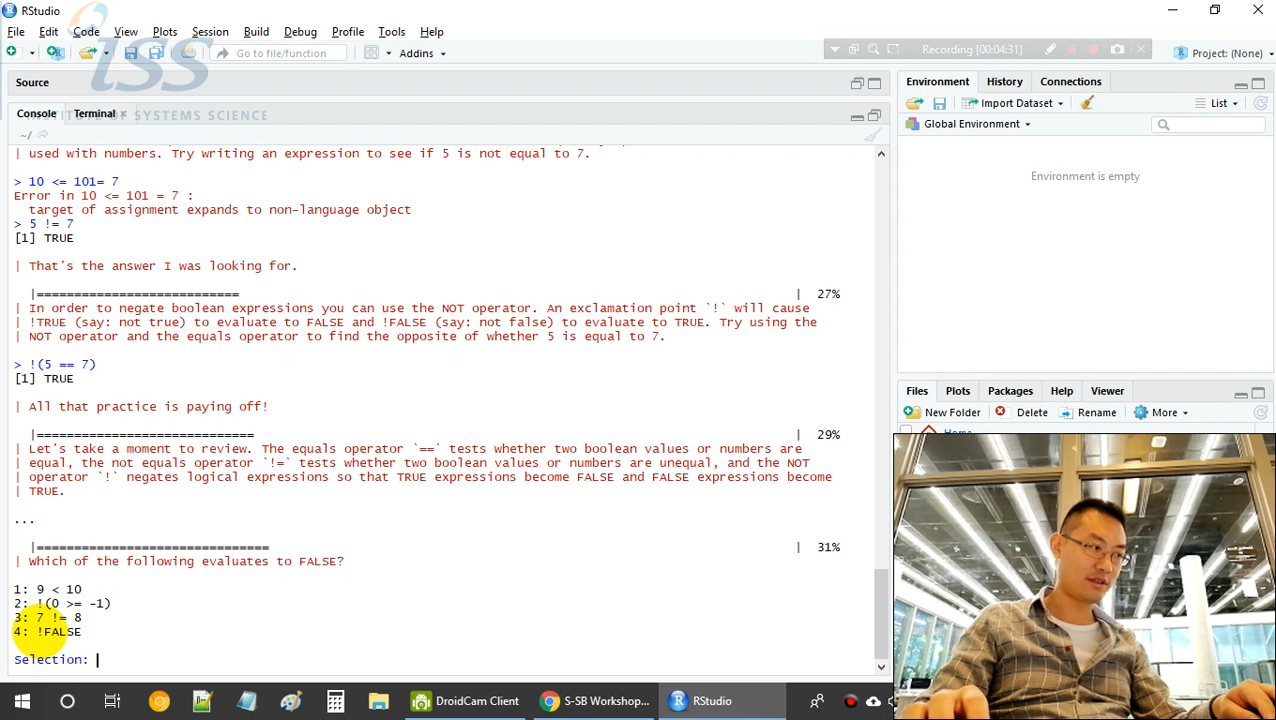 RStudio
File Edit Code View Plots Session Build Debug Profile Tools Help
Go to file/function Addins
Recording [00:04:31]
Project: (None)
iss
INSTITUTE OF SYSTEMS SCIENCE
Source
Console Terminal
~/
| used with numbers. Try writing an expression to see if 5 is not equal to 7.
> 10 <= 101= 7
Error in 10 <= 101 = 7 :
target of assignment expands to non-language object
> 5 != 7
[1] TRUE
| That's the answer I was looking for.
|=========================== | 27%
| In order to negate boolean expressions you can use the NOT operator. An exclamation point `!` will cause
| !TRUE (say: not true) to evaluate to FALSE and !FALSE (say: not false) to evaluate to TRUE. Try using the
| NOT operator and the equals operator to find the opposite of whether 5 is equal to 7.
> !(5 == 7)
[1] TRUE
| All that practice is paying off!
|============================= | 29%
| Let's take a moment to review. The equals operator `==` tests whether two boolean values or numbers are
| equal, the not equals operator `!=` tests whether two boolean values or numbers are unequal, and the NOT
| operator `!` negates logical expressions so that TRUE expressions become FALSE and FALSE expressions become
| TRUE.
...
|=============================== | 31%
| Which of the following evaluates to FALSE?
1: 9 < 10
2: !(0 >= -1)
3: 7 != 8
4: !FALSE
Selection:
Environment History Connections
Import Dataset List
Global Environment
Environment is empty
Files Plots Packages Help Viewer
New Folder Delete Rename More
Home
DroidCam Client S-SB Workshop... RStudio